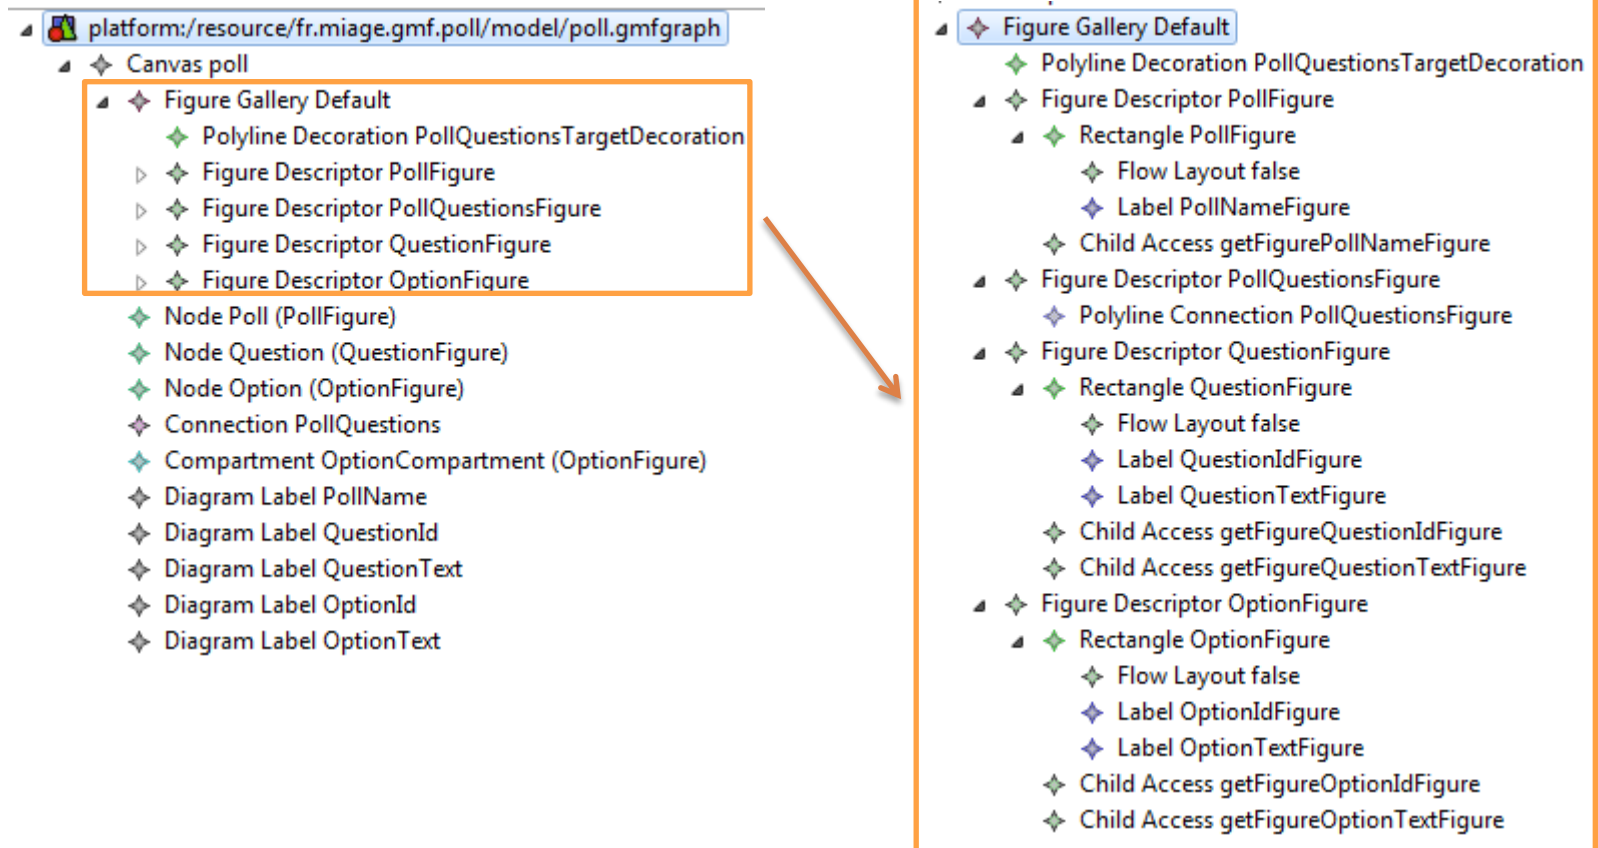 platform:/resource/fr.miage.gmf.poll/model/poll.gmfgraph
Canvas poll
Figure Gallery Default
Polyline Decoration PollQuestionsTargetDecoration
Figure Descriptor PollFigure
Figure Descriptor PollQuestionsFigure
Figure Descriptor QuestionFigure
Figure Descriptor OptionFigure
Node Poll (PollFigure)
Node Question (QuestionFigure)
Node Option (OptionFigure)
Connection PollQuestions
Compartment OptionCompartment (OptionFigure)
Diagram Label PollName
Diagram Label QuestionId
Diagram Label QuestionText
Diagram Label OptionId
Diagram Label OptionText
Figure Gallery Default
Polyline Decoration PollQuestionsTargetDecoration
Figure Descriptor PollFigure
Rectangle PollFigure
Flow Layout false
Label PollNameFigure
Child Access getFigurePollNameFigure
Figure Descriptor PollQuestionsFigure
Polyline Connection PollQuestionsFigure
Figure Descriptor QuestionFigure
Rectangle QuestionFigure
Flow Layout false
Label QuestionIdFigure
Label QuestionTextFigure
Child Access getFigureQuestionIdFigure
Child Access getFigureQuestionTextFigure
Figure Descriptor OptionFigure
Rectangle OptionFigure
Flow Layout false
Label OptionIdFigure
Label OptionTextFigure
Child Access getFigureOptionIdFigure
Child Access getFigureOptionTextFigure